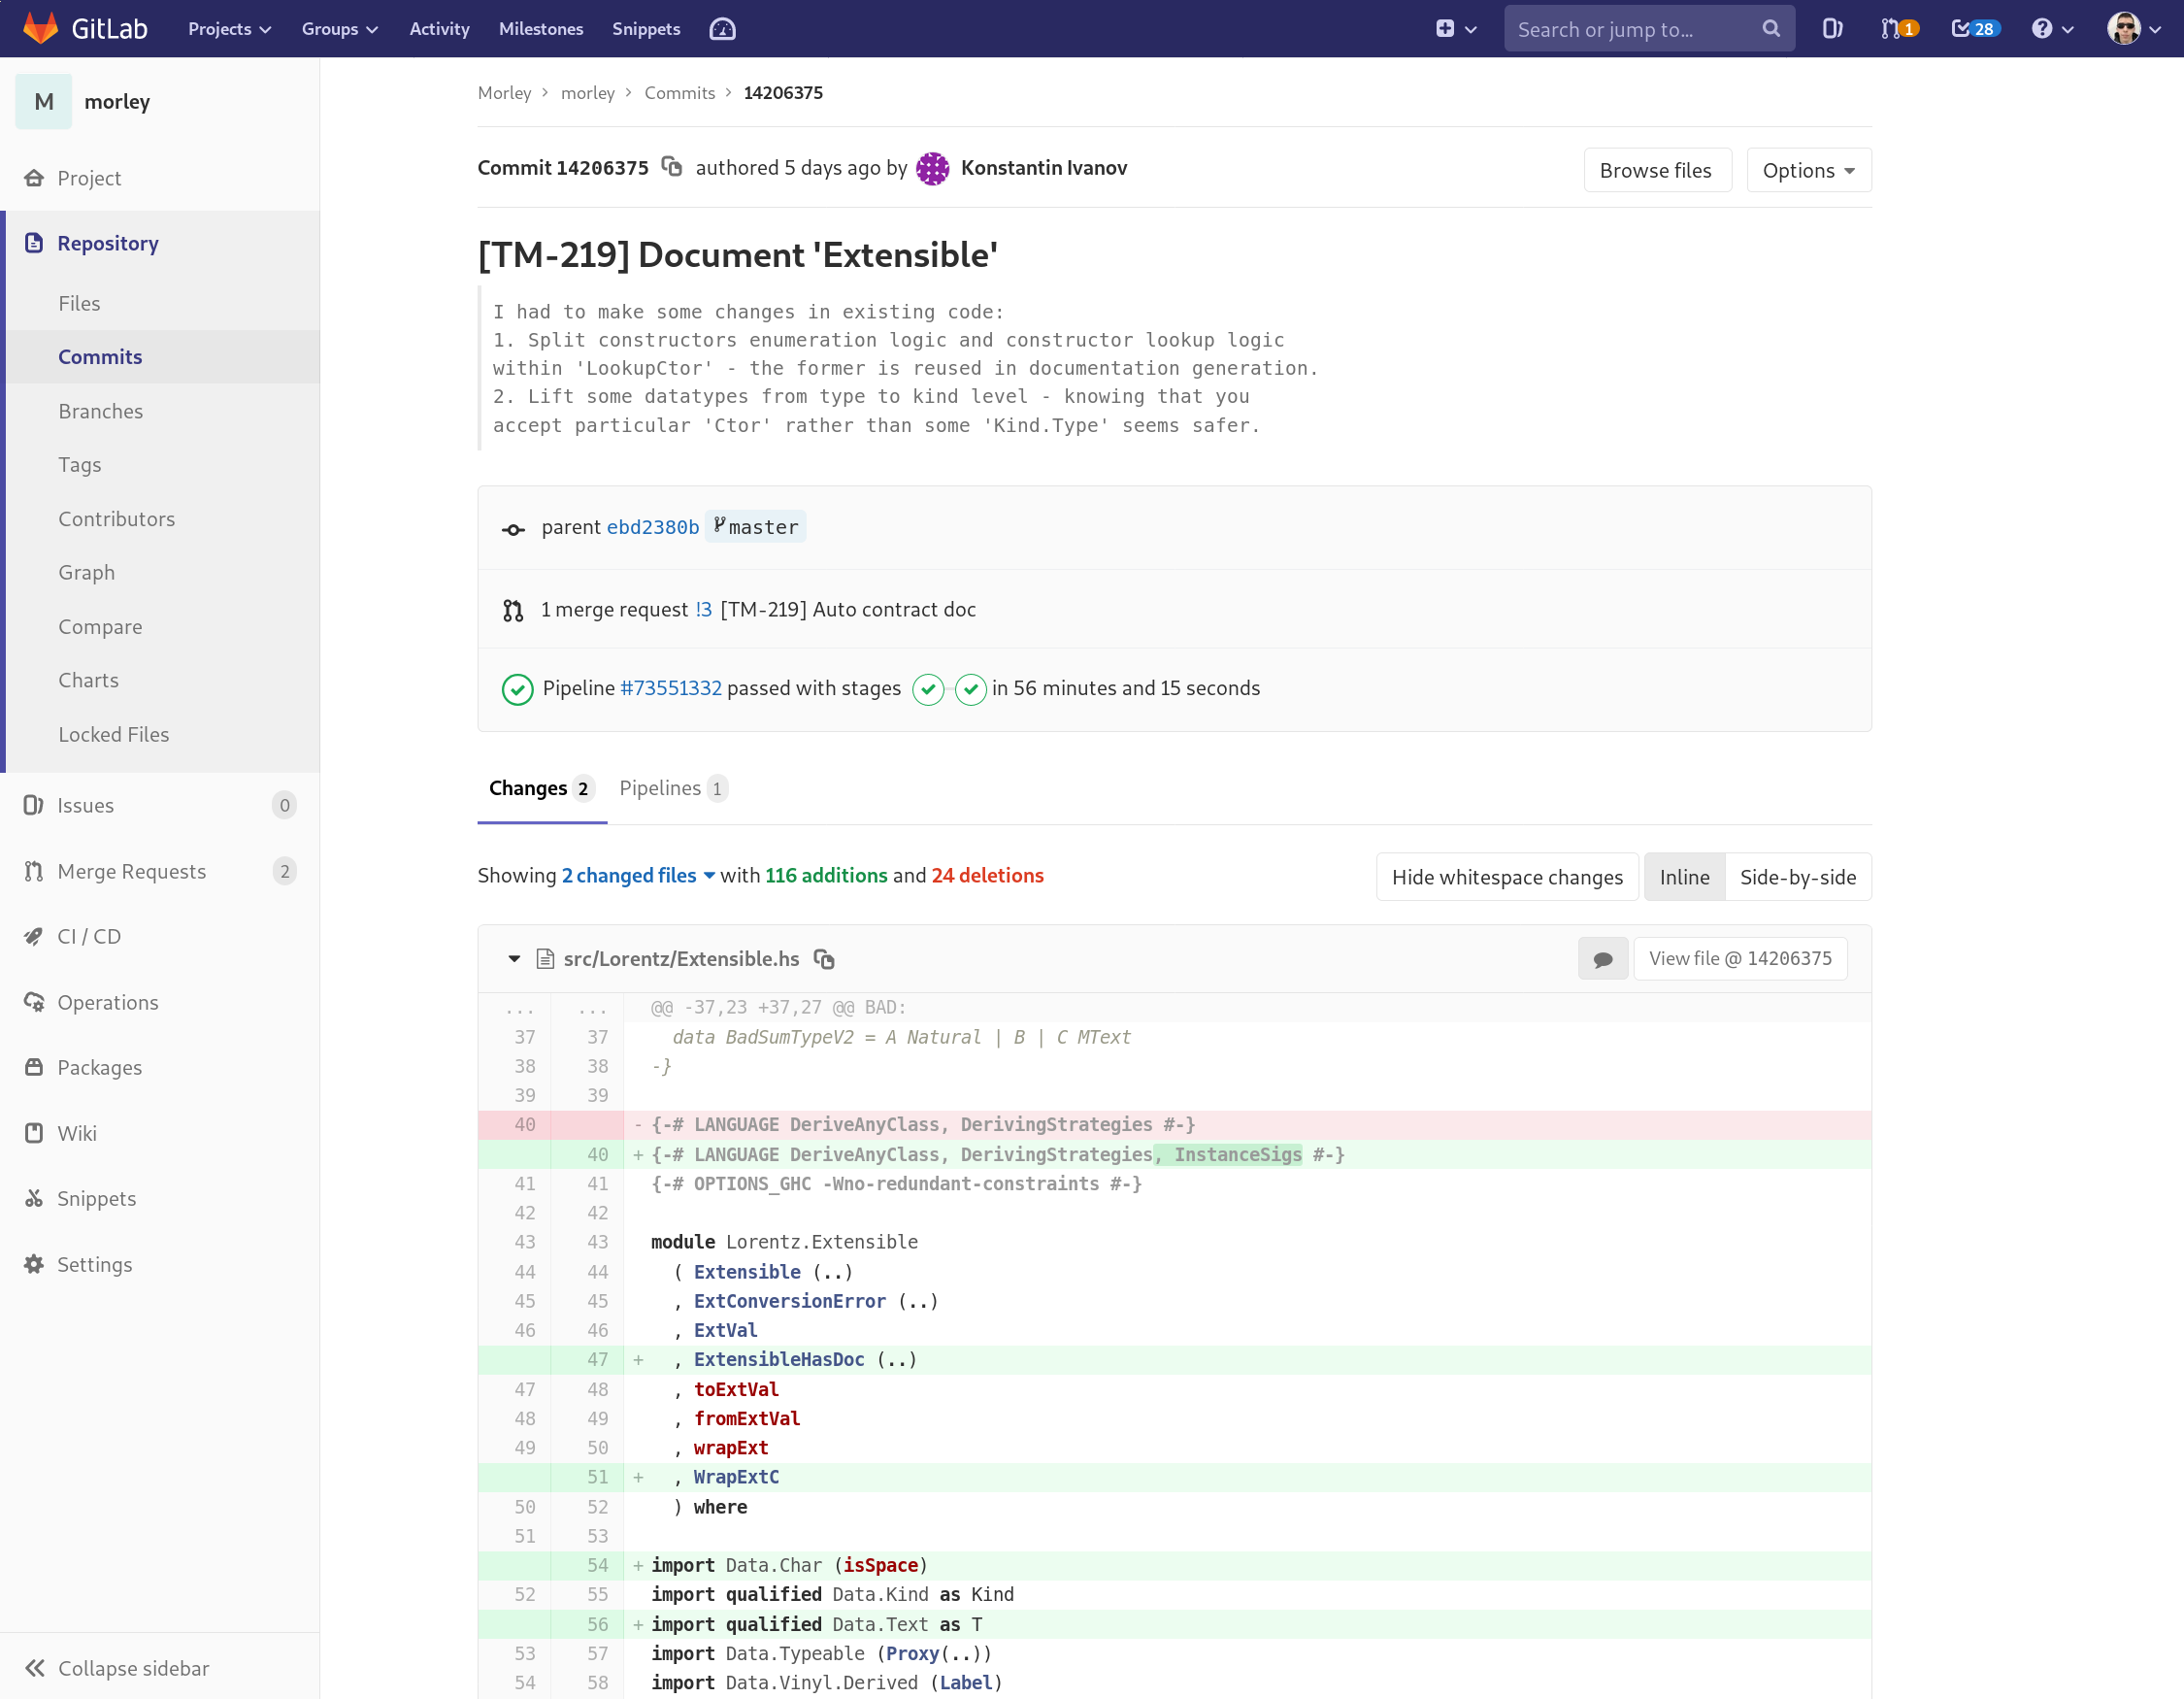 GitLab Projects Groups Activity Milestones Snippets Search or jump to... 1 28
M morley
Project
Repository
Files
Commits
Branches
Tags
Contributors
Graph
Compare
Charts
Locked Files
Issues 0
Merge Requests 2
CI / CD
Operations
Packages
Wiki
Snippets
Settings
Collapse sidebar
Morley > morley > Commits > 14206375
Commit 14206375 authored 5 days ago by Konstantin Ivanov Browse files Options
[TM-219] Document 'Extensible'
I had to make some changes in existing code:
1. Split constructors enumeration logic and constructor lookup logic
within 'LookupCtor' - the former is reused in documentation generation.
2. Lift some datatypes from type to kind level - knowing that you
accept particular 'Ctor' rather than some 'Kind.Type' seems safer.
parent ebd2380b master
1 merge request !3 [TM-219] Auto contract doc
Pipeline #73551332 passed with stages in 56 minutes and 15 seconds
Changes 2 Pipelines 1
Showing 2 changed files with 116 additions and 24 deletions Hide whitespace changes Inline Side-by-side
src/Lorentz/Extensible.hs View file @ 14206375
... ... @@ -37,23 +37,27 @@ BAD:
37 37 data BadSumTypeV2 = A Natural | B | C MText
38 38 -}
39 39
40 - {-# LANGUAGE DeriveAnyClass, DerivingStrategies #-}
40 + {-# LANGUAGE DeriveAnyClass, DerivingStrategies, InstanceSigs #-}
41 41 {-# OPTIONS_GHC -Wno-redundant-constraints #-}
42 42
43 43 module Lorentz.Extensible
44 44 ( Extensible (..)
45 45 , ExtConversionError (..)
46 46 , ExtVal
47 + , ExtensibleHasDoc (..)
47 48 , toExtVal
48 49 , fromExtVal
49 50 , wrapExt
51 + , WrapExtC
50 52 ) where
51 53
54 + import Data.Char (isSpace)
52 55 import qualified Data.Kind as Kind
56 + import qualified Data.Text as T
53 57 import Data.Typeable (Proxy(..))
54 58 import Data.Vinyl.Derived (Label)